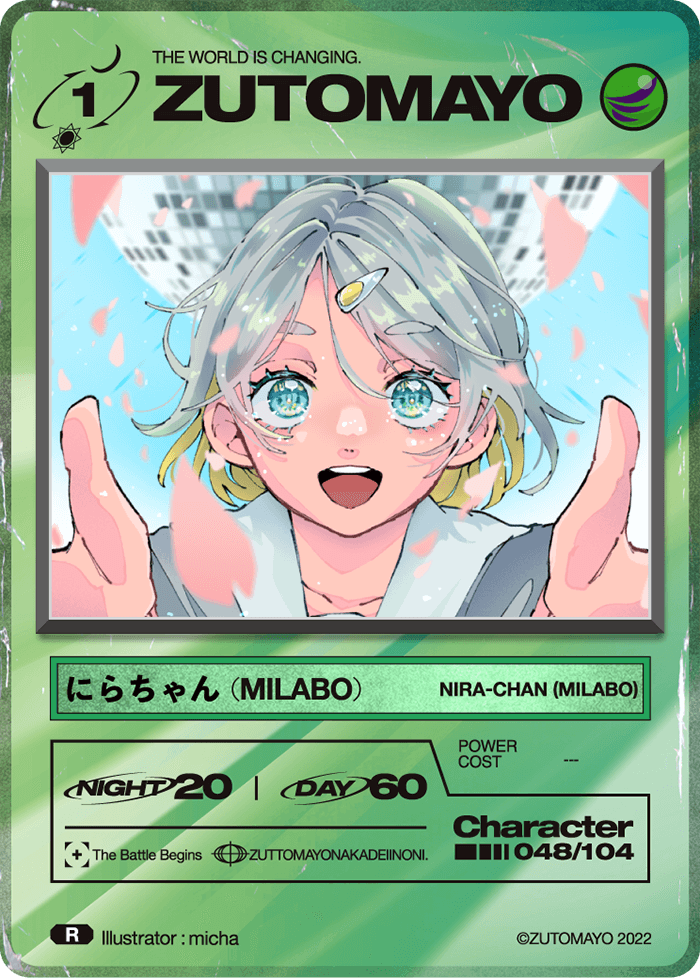 THE WORLD IS CHANGING.
1 ZUTOMAYO
にらちゃん（MILABO） NIRA-CHAN (MILABO)
POWER
COST ---
NIGHT 20 | DAY 60
Character
048/104
The Battle Begins ZUTTOMAYONAKADEIINONI.
R Illustrator : micha ©ZUTOMAYO 2022